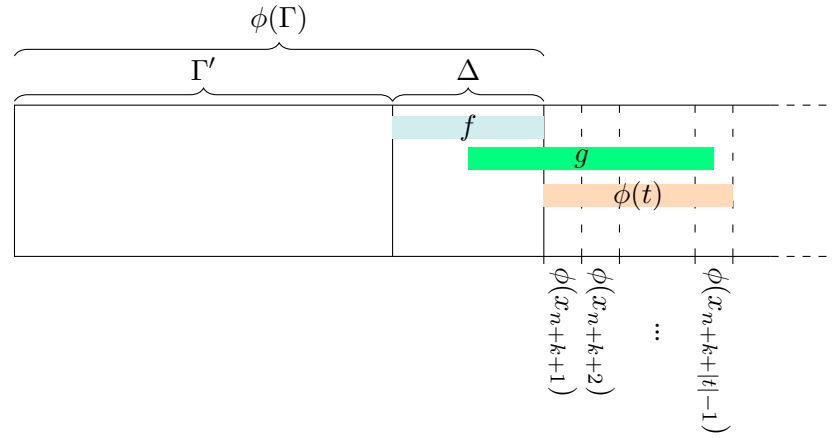 ϕ(Γ)
Γ′ Δ
f
g
ϕ(t)
ϕ(x_{n+k+1})
ϕ(x_{n+k+2})
...
ϕ(x_{n+k+|t|−1})